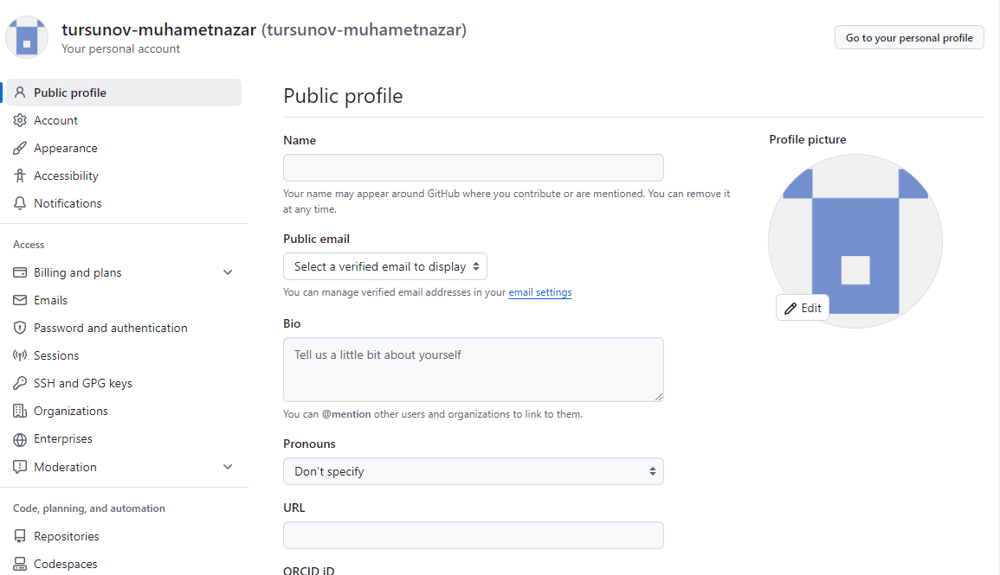 tursunov-muhametnazar (tursunov-muhametnazar)
Your personal account
Go to your personal profile
Public profile
Account
Appearance
Accessibility
Notifications
Access
Billing and plans
Emails
Password and authentication
Sessions
SSH and GPG keys
Organizations
Enterprises
Moderation
Code, planning, and automation
Repositories
Codespaces
Public profile
Name
Your name may appear around GitHub where you contribute or are mentioned. You can remove it
at any time.
Public email
Select a verified email to display
You can manage verified email addresses in your email settings
Bio
Tell us a little bit about yourself
You can @mention other users and organizations to link to them.
Pronouns
Don't specify
URL
ORCID iD
Profile picture
Edit